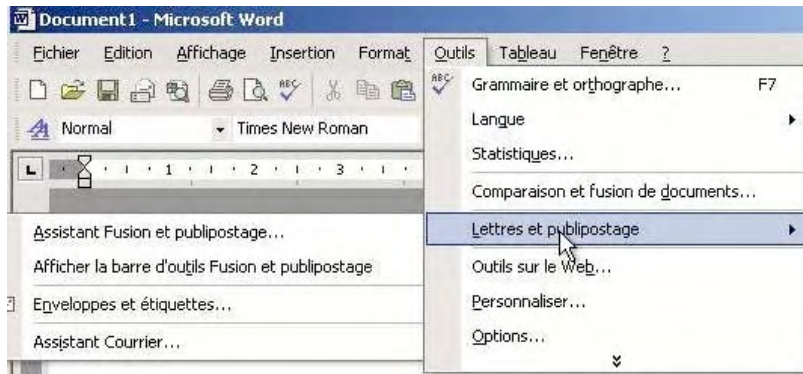 Document1 - Microsoft Word
Fichier Edition Affichage Insertion Format Outils Tableau Fenêtre ?
ABC ABC Grammaire et orthographe... F7
Normal Times New Roman Langue
L 1 2 3 Statistiques...
Comparaison et fusion de documents...
Assistant Fusion et publipostage... Lettres et publipostage
Afficher la barre d'outils Fusion et publipostage Outils sur le Web...
Enveloppes et étiquettes... Personnaliser...
Assistant Courrier... Options...